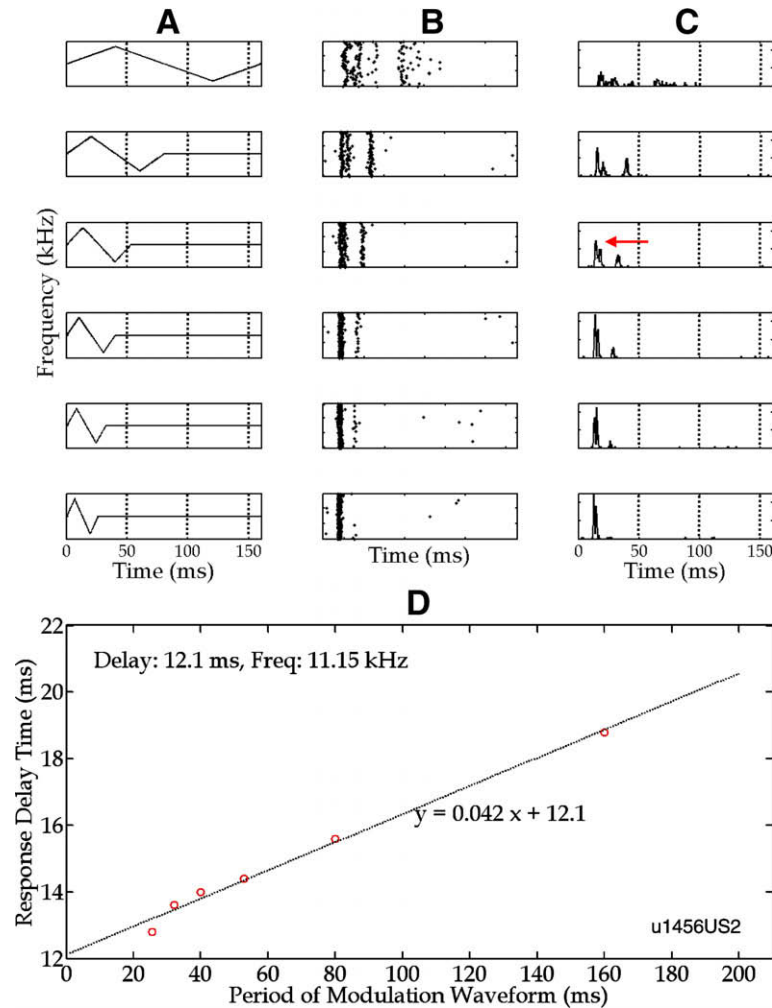 A B C
Frequency (kHz)
0 50 100 150
Time (ms)
Time (ms)
0 50 100 150
Time (ms)
D
Response Delay Time (ms)
22
20
18
16
14
12
Delay: 12.1 ms, Freq: 11.15 kHz
y = 0.042 x + 12.1
u1456US2
0 20 40 60 80 100 120 140 160 180 200
Period of Modulation Waveform (ms)